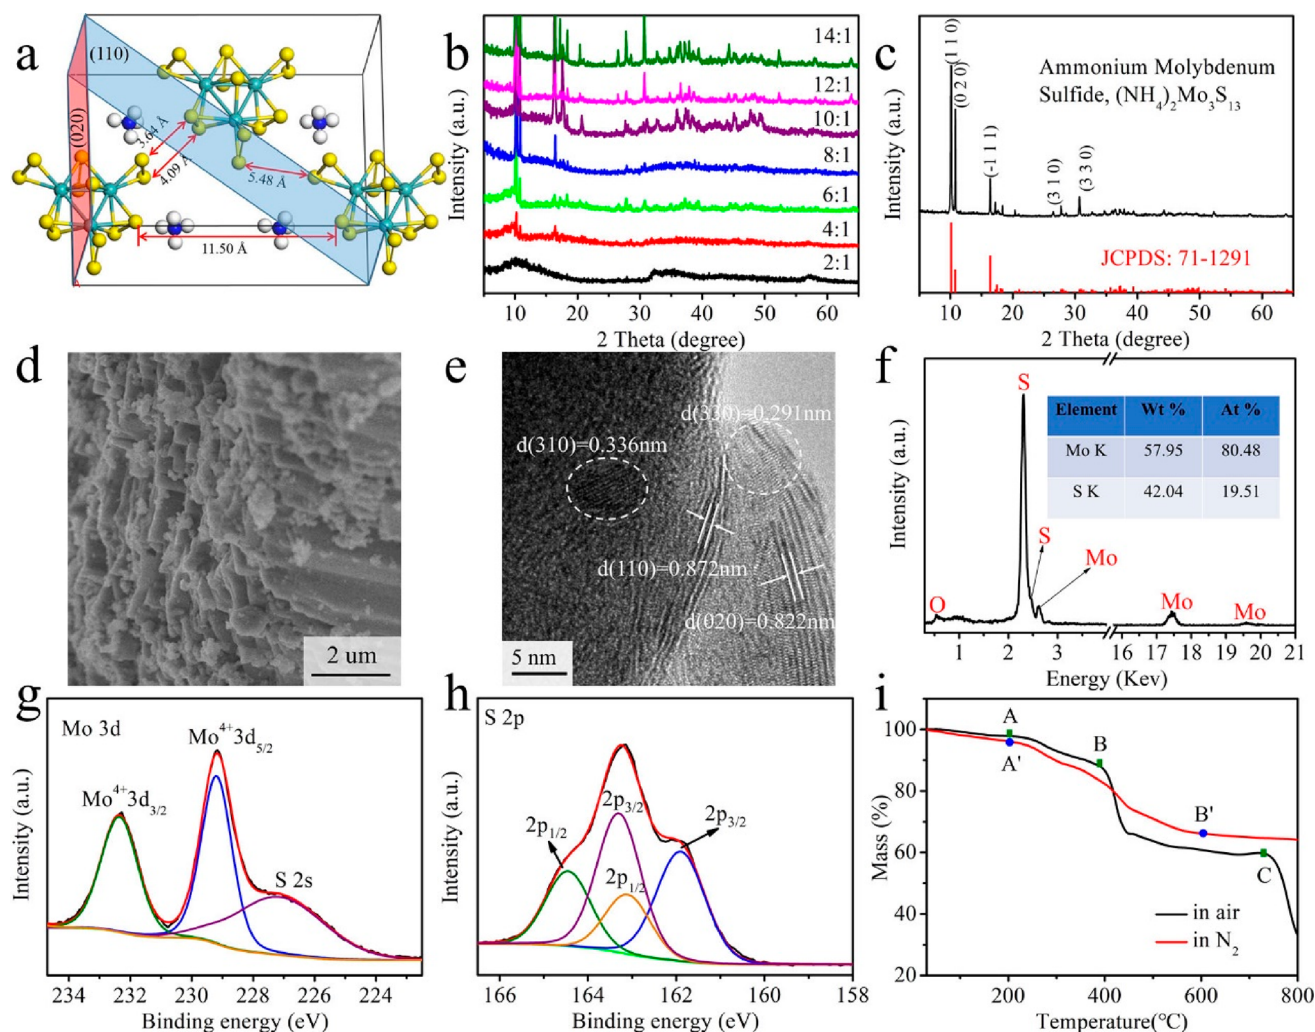 a
(110)
(020)
3.64 Å
4.09 Å
5.48 Å
11.50 Å
b
Intensity (a.u.)
14:1
12:1
10:1
8:1
6:1
4:1
2:1
10 20 30 40 50 60
2 Theta (degree)
c
Intensity (a.u.)
(1 1 0)
(0 2 0)
(-1 1 1)
(3 1 0)
(3 3 0)
Ammonium Molybdenum
Sulfide, (NH₄)₂Mo₃S₁₃
JCPDS: 71-1291
10 20 30 40 50 60
2 Theta (degree)
d
2 um
e
d(330)=0.291nm
d(310)=0.336nm
d(110)=0.872nm
d(020)=0.822nm
5 nm
f
Intensity (a.u.)
S
S
Mo
O
Mo
Mo
Element Wt % At %
Mo K 57.95 80.48
S K 42.04 19.51
1 2 3 16 17 18 19 20 21
Energy (Kev)
g
Intensity (a.u.)
Mo 3d
Mo⁴⁺3d₅/₂
Mo⁴⁺3d₃/₂
S 2s
234 232 230 228 226 224
Binding energy (eV)
h
Intensity (a.u.)
S 2p
2p₁/₂
2p₃/₂
2p₃/₂
2p₁/₂
166 164 162 160 158
Binding energy (eV)
i
Mass (%)
100
80
60
40
20
A
A'
B
B'
C
in air
in N₂
200 400 600 800
Temperature(℃)